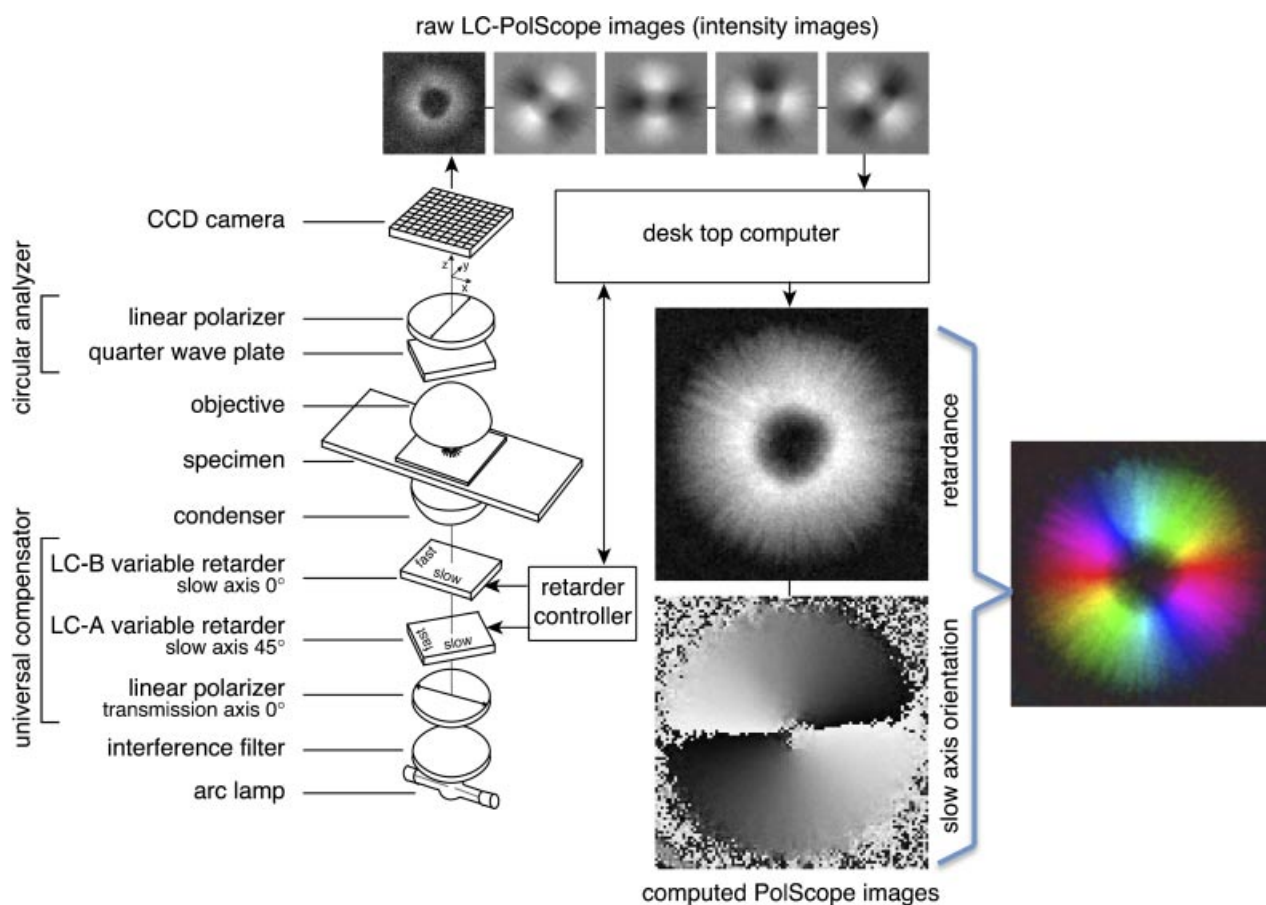 raw LC-PolScope images (intensity images)
CCD camera
desk top computer
z
y
x
circular analyzer
linear polarizer
quarter wave plate
objective
specimen
condenser
universal compensator
LC-B variable retarder
slow axis 0°
fast
slow
retarder
controller
LC-A variable retarder
slow axis 45°
fast
slow
linear polarizer
transmission axis 0°
interference filter
arc lamp
retardance
slow axis orientation
computed PolScope images